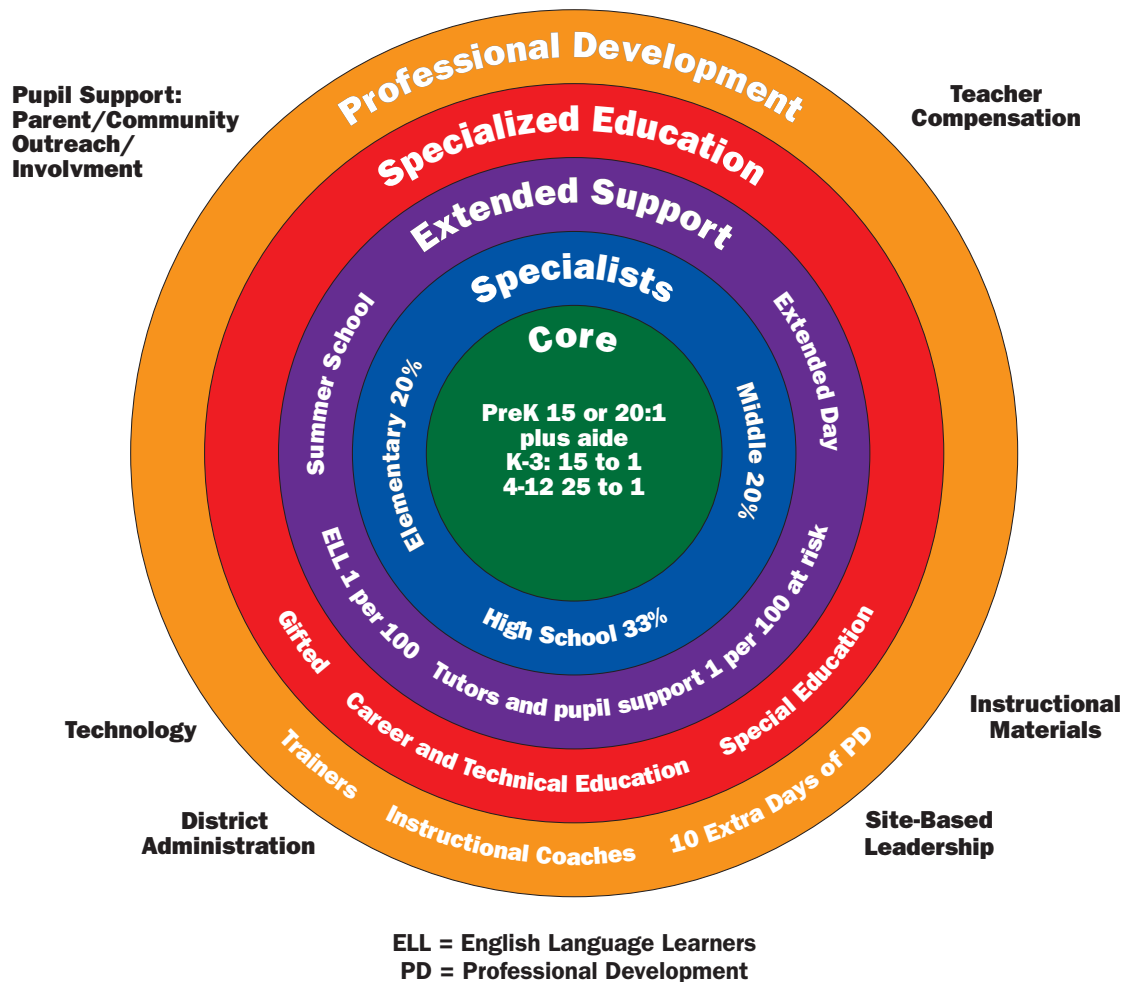 Professional Development
Pupil Support:
Parent/Community
Outreach/
Involvment
Teacher
Compensation
Specialized Education
Extended Support
Specialists
Core
Summer School
Extended Day
Elementary 20%
Middle 20%
PreK 15 or 20:1
plus aide
K-3: 15 to 1
4-12 25 to 1
High School 33%
ELL 1 per 100
Tutors and pupil support 1 per 100 at risk
Gifted
Career and Technical Education
Special Education
Trainers
Instructional Coaches
10 Extra Days of PD
Technology
Instructional
Materials
District
Administration
Site-Based
Leadership
ELL = English Language Learners
PD = Professional Development